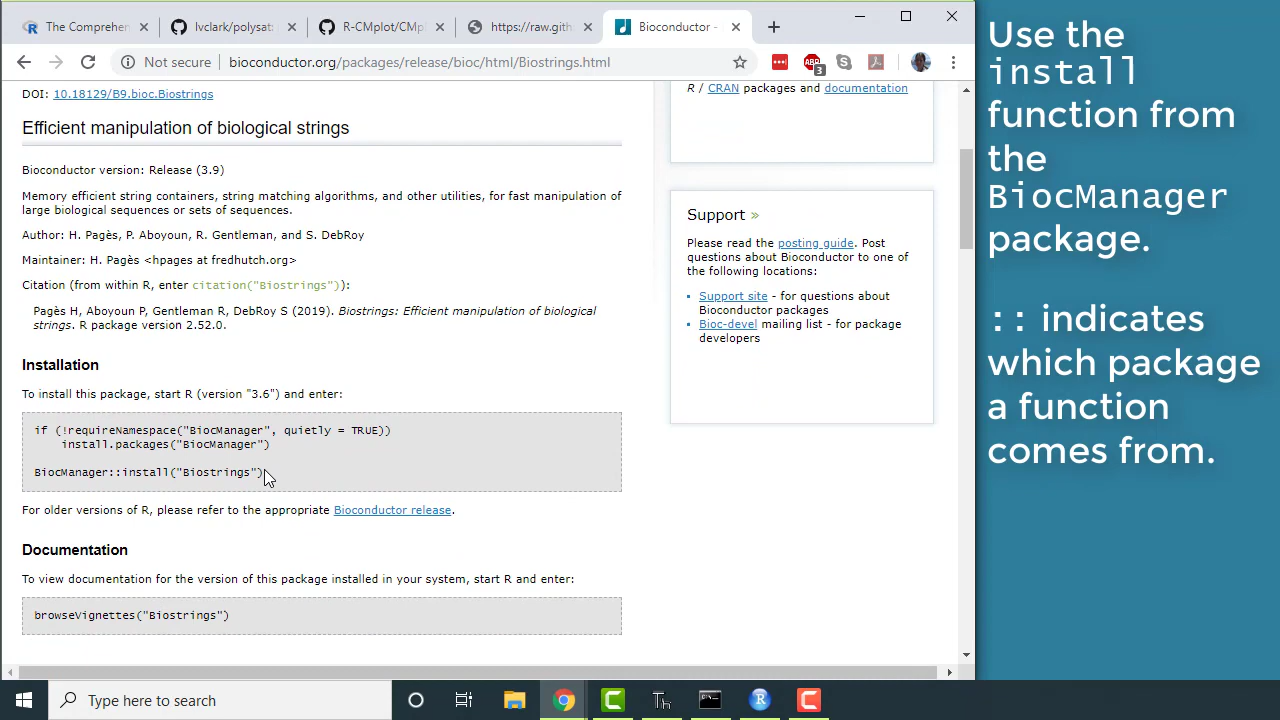 The Comprehen
lvclark/polysat
R-CMplot/CMpl
https://raw.gith
Bioconductor -
Not secure
bioconductor.org/packages/release/bioc/html/Biostrings.html
ABP
3
DOI: 10.18129/B9.bioc.Biostrings
Efficient manipulation of biological strings
Bioconductor version: Release (3.9)
Memory efficient string containers, string matching algorithms, and other utilities, for fast manipulation of
large biological sequences or sets of sequences.
Author: H. Pagès, P. Aboyoun, R. Gentleman, and S. DebRoy
Maintainer: H. Pagès <hpages at fredhutch.org>
Citation (from within R, enter citation("Biostrings")):
Pagès H, Aboyoun P, Gentleman R, DebRoy S (2019). Biostrings: Efficient manipulation of biological
strings. R package version 2.52.0.
Installation
To install this package, start R (version "3.6") and enter:
if (!requireNamespace("BiocManager", quietly = TRUE))
install.packages("BiocManager")
BiocManager::install("Biostrings")
For older versions of R, please refer to the appropriate Bioconductor release.
Documentation
To view documentation for the version of this package installed in your system, start R and enter:
browseVignettes("Biostrings")
R / CRAN packages and documentation
Support »
Please read the posting guide. Post
questions about Bioconductor to one of
the following locations:
Support site - for questions about
Bioconductor packages
Bioc-devel mailing list - for package
developers
Use the
install
function from
the
BiocManager
package.
:: indicates
which package
a function
comes from.
Type here to search
Th
R